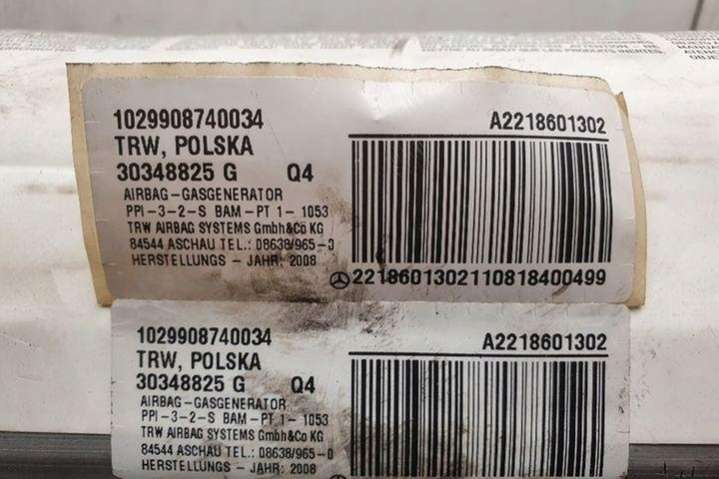 1029908740034
A2218601302
TRW, POLSKA
30348825 G Q4
AIRBAG-GASGENERATOR
PPI-3-2-S BAM-PT 1-1053
TRW AIRBAG SYSTEMS GmbH&Co KG
84544 ASCHAU TEL.: 08638/965-0
HERSTELLUNGS - JAHR: 2008
2218601302110818400499
1029908740034
A2218601302
TRW, POLSKA
30348825 G Q4
AIRBAG-GASGENERATOR
PPI-3-2-S BAM-PT 1-1053
TRW AIRBAG SYSTEMS GmbH&Co KG
84544 ASCHAU TEL.: 08638/965-0
HERSTELLUNGS - JAHR: 2008